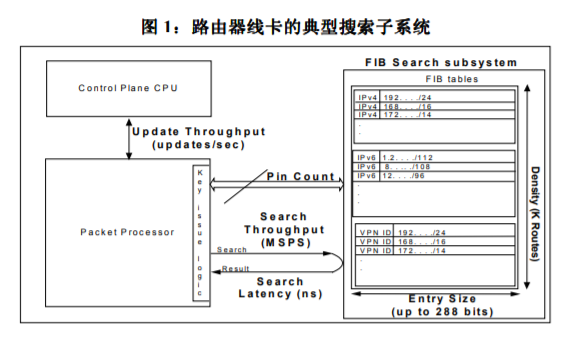 图 1：路由器线卡的典型搜索子系统
FIB Search subsystem
Control Plane CPU
Update Throughput
(updates/sec)
Packet Processor
Key issue logic
Pin Count
Search
Throughput
(MSPS)
Search
Result
Search
Latency (ns)
FIB tables
IPv4 192. . . ./24
IPv4 168. . . ./16
IPv4 172. . . ./14
.
.
IPv6 1.2. . . ./112
IPv6 8. . . ../108
IPv6 12. . . ./96
.
.
.
VPN ID 192. . . ./24
VPN ID 168. . . ./16
VPN ID 172. . . ./14
.
.
Density (K Routes)
Entry Size
(up to 288 bits)